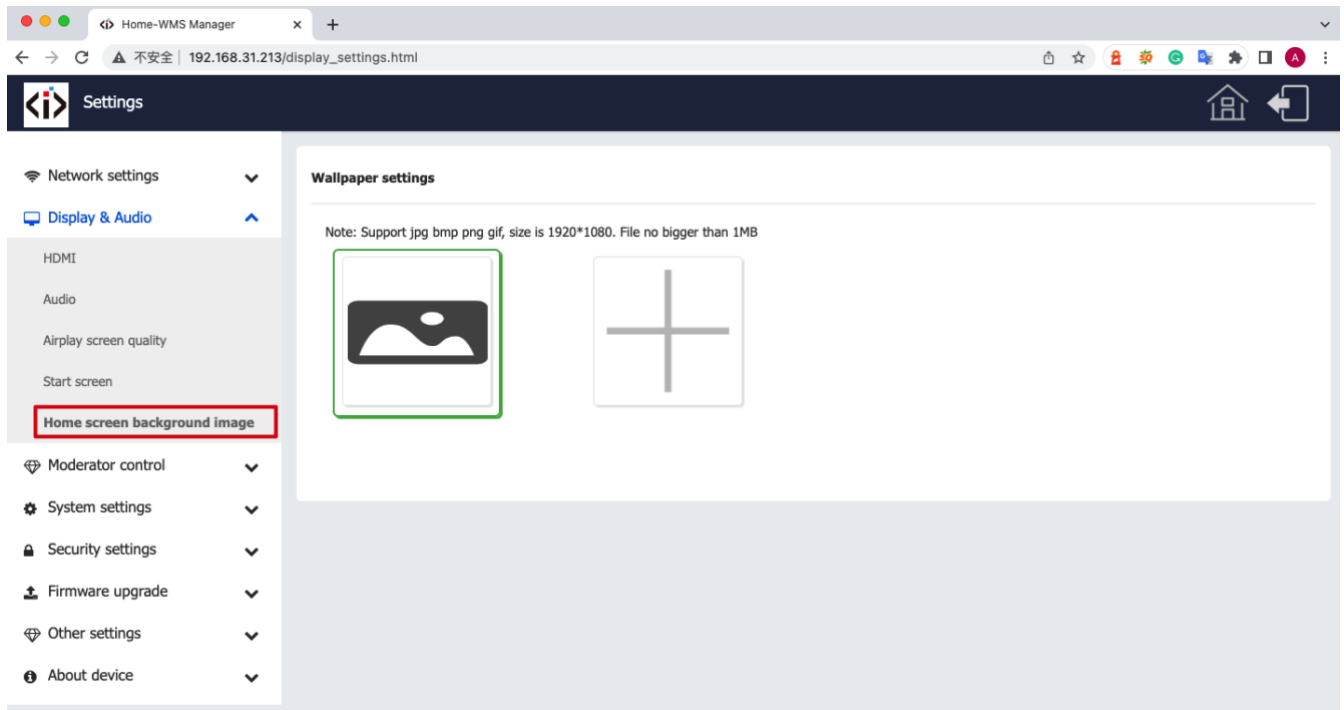 Home-WMS Manager
不安全 192.168.31.213/display_settings.html
A
<i> Settings
Network settings
Display & Audio
HDMI
Audio
Airplay screen quality
Start screen
Home screen background image
Moderator control
System settings
Security settings
Firmware upgrade
Other settings
About device
Wallpaper settings
Note: Support jpg bmp png gif, size is 1920*1080. File no bigger than 1MB